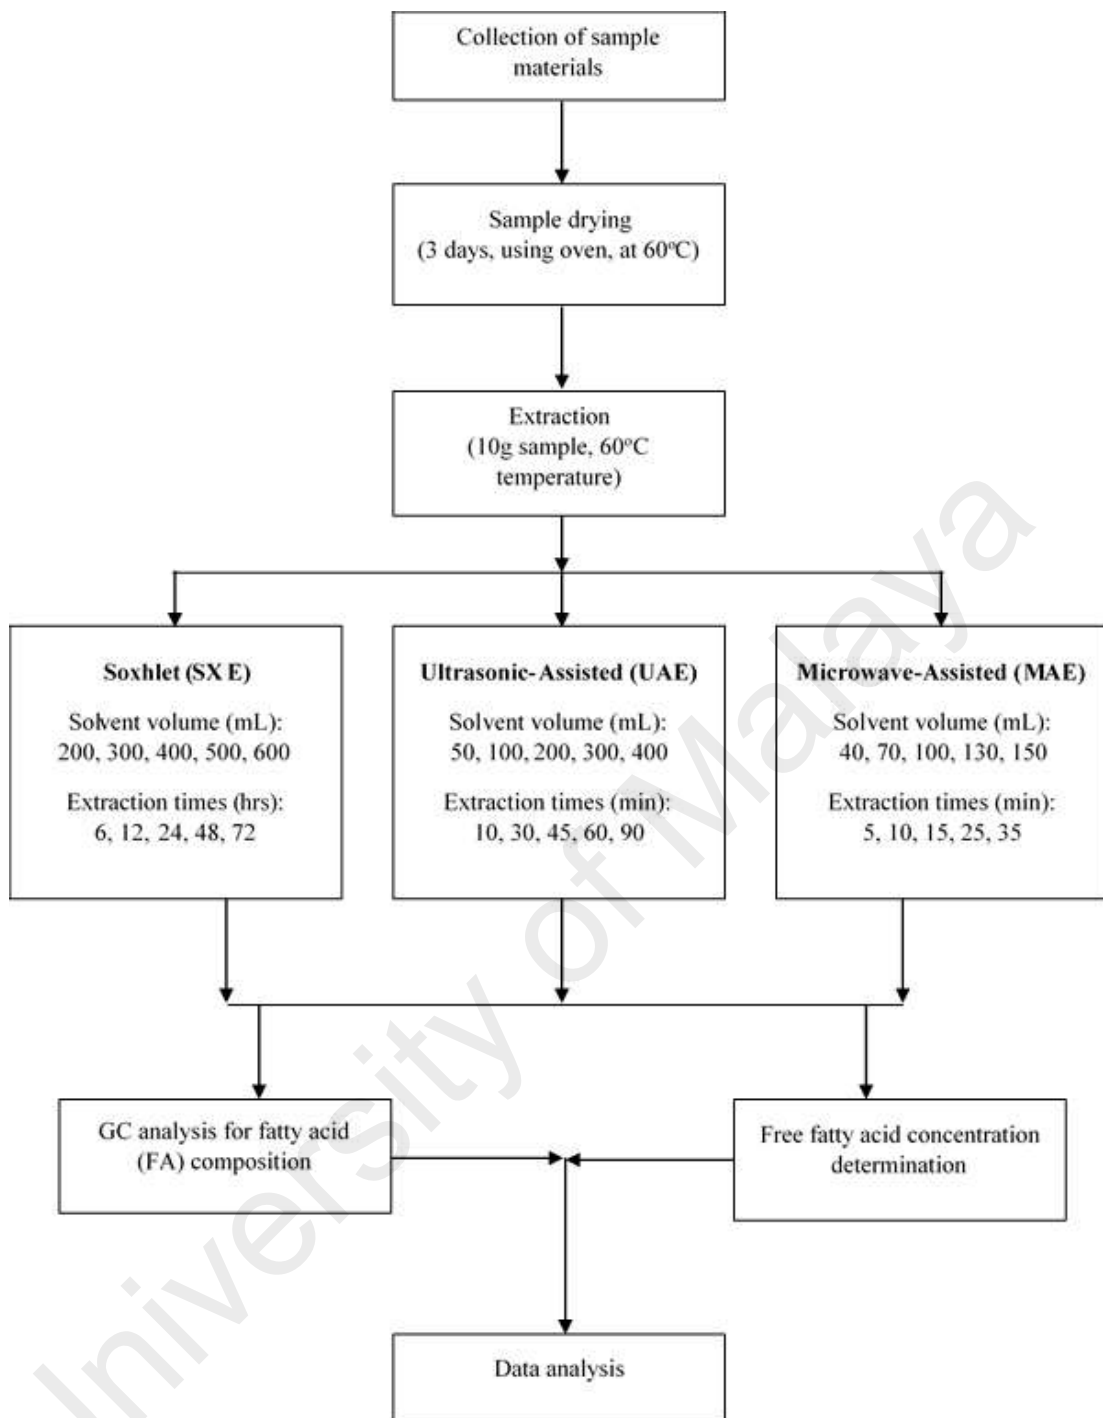 Collection of sample
materials
Sample drying
(3 days, using oven, at 60°C)
Extraction
(10g sample, 60°C
temperature)
Soxhlet (SX E)
Solvent volume (mL):
200, 300, 400, 500, 600
Extraction times (hrs):
6, 12, 24, 48, 72
Ultrasonic-Assisted (UAE)
Solvent volume (mL):
50, 100, 200, 300, 400
Extraction times (min):
10, 30, 45, 60, 90
Microwave-Assisted (MAE)
Solvent volume (mL):
40, 70, 100, 130, 150
Extraction times (min):
5, 10, 15, 25, 35
GC analysis for fatty acid
(FA) composition
Free fatty acid concentration
determination
Data analysis
University of Malaya